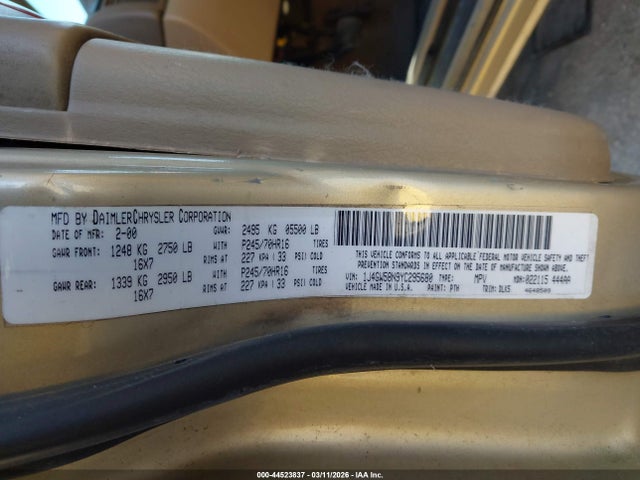 MFD BY DAIMLERCHRYSLER CORPORATION
DATE OF MFR: 2-00 GVWR: 2495 KG 05500 LB
GAWR FRONT: 1248 KG 2750 LB WITH P245/70HR16 TIRES
16X7 RIMS AT 227 KPA / 33 PSI COLD
GAWR REAR: 1339 KG 2950 LB WITH P245/70HR16 TIRES
16X7 RIMS AT 227 KPA / 33 PSI COLD
THIS VEHICLE CONFORMS TO ALL APPLICABLE FEDERAL MOTOR VEHICLE SAFETY AND THEFT
PREVENTION STANDARDS IN EFFECT ON THE DATE OF MANUFACTURE SHOWN ABOVE.
VIN: 1J4GW58N9YC295680 TYPE: MPV MDH: 022115 444AA
VEHICLE MADE IN U.S.A. PAINT: PTH TRIM: DLX5
000-44523837 - 03/11/2026 - IAA Inc.